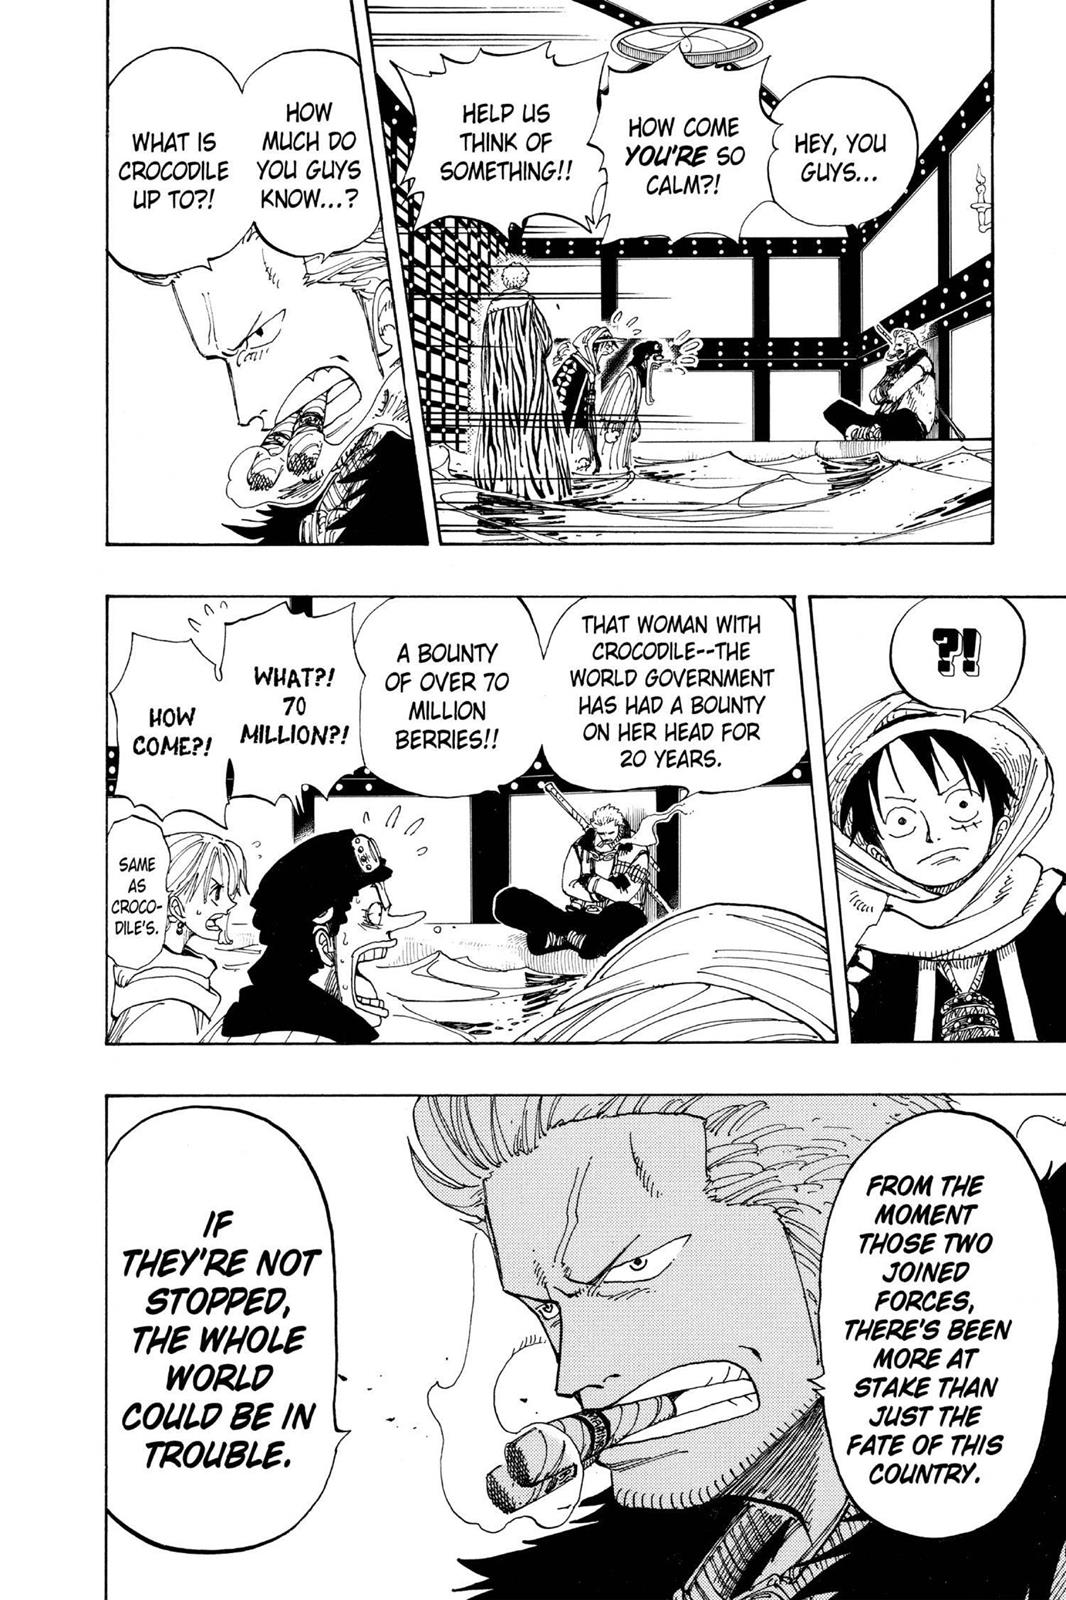 HEY, YOU
GUYS...
HOW COME
YOU'RE SO
CALM?!
HELP US
THINK OF
SOMETHING!!
HOW
MUCH DO
YOU GUYS
KNOW...?
WHAT IS
CROCODILE
UP TO?!
?!
THAT WOMAN WITH
CROCODILE--THE
WORLD GOVERNMENT
HAS HAD A BOUNTY
ON HER HEAD FOR
20 YEARS.
A BOUNTY
OF OVER 70
MILLION
BERRIES!!
WHAT?!
70
MILLION?!
HOW
COME?!
SAME
AS
CROCO-
DILE'S.
FROM THE
MOMENT
THOSE TWO
JOINED
FORCES,
THERE'S BEEN
MORE AT
STAKE THAN
JUST THE
FATE OF THIS
COUNTRY.
IF
THEY'RE NOT
STOPPED,
THE WHOLE
WORLD
COULD BE IN
TROUBLE.